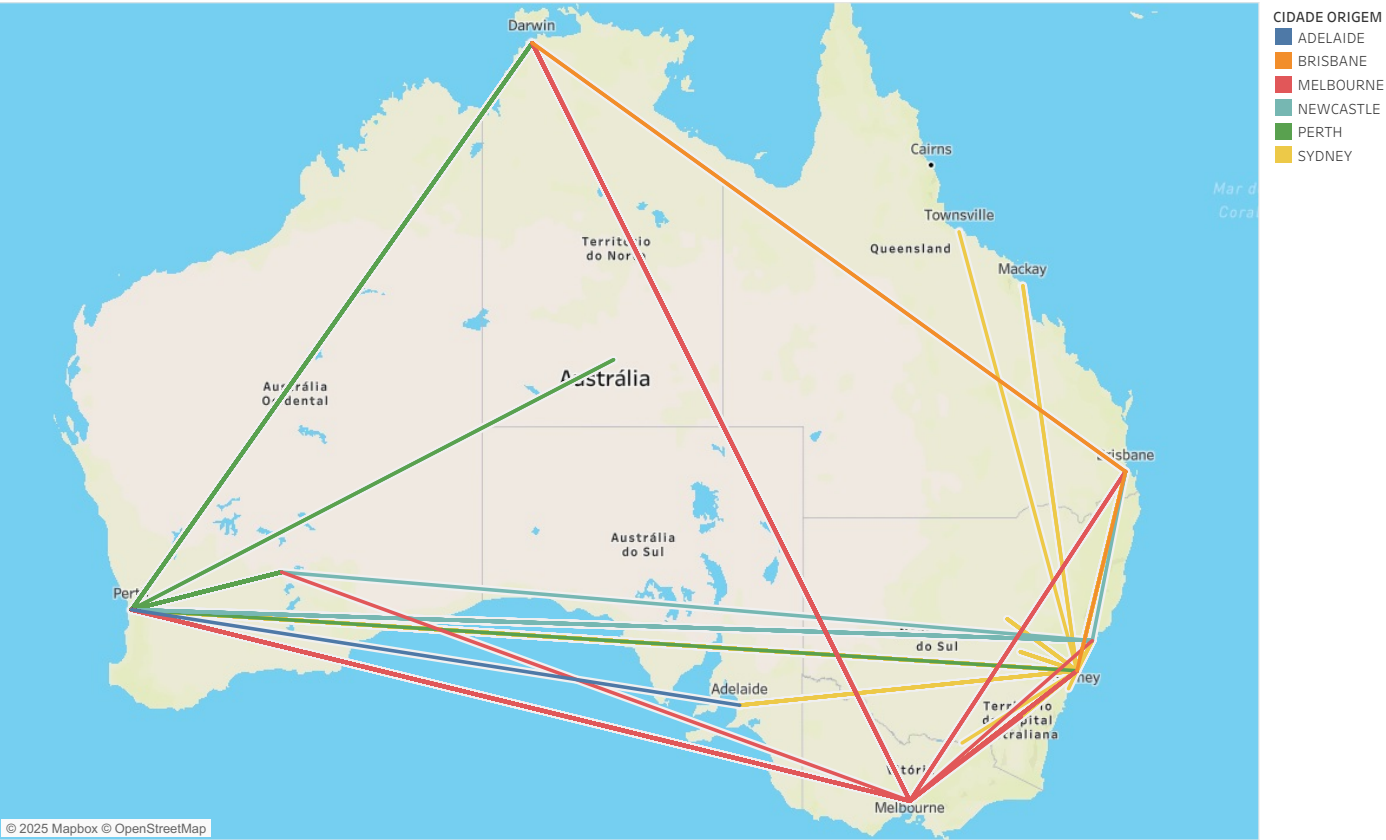 Darwin
Cairns
Townsville
Queensland
Mackay
Território
do Norte
Austrália
Austrália
Ocidental
Brisbane
Austrália
do Sul
Perth
do Sul
Adelaide
Sydney
Território
da Capital
Australiana
Vitória
Melbourne
Mar d
Coral
© 2025 Mapbox © OpenStreetMap
CIDADE ORIGEM
ADELAIDE
BRISBANE
MELBOURNE
NEWCASTLE
PERTH
SYDNEY